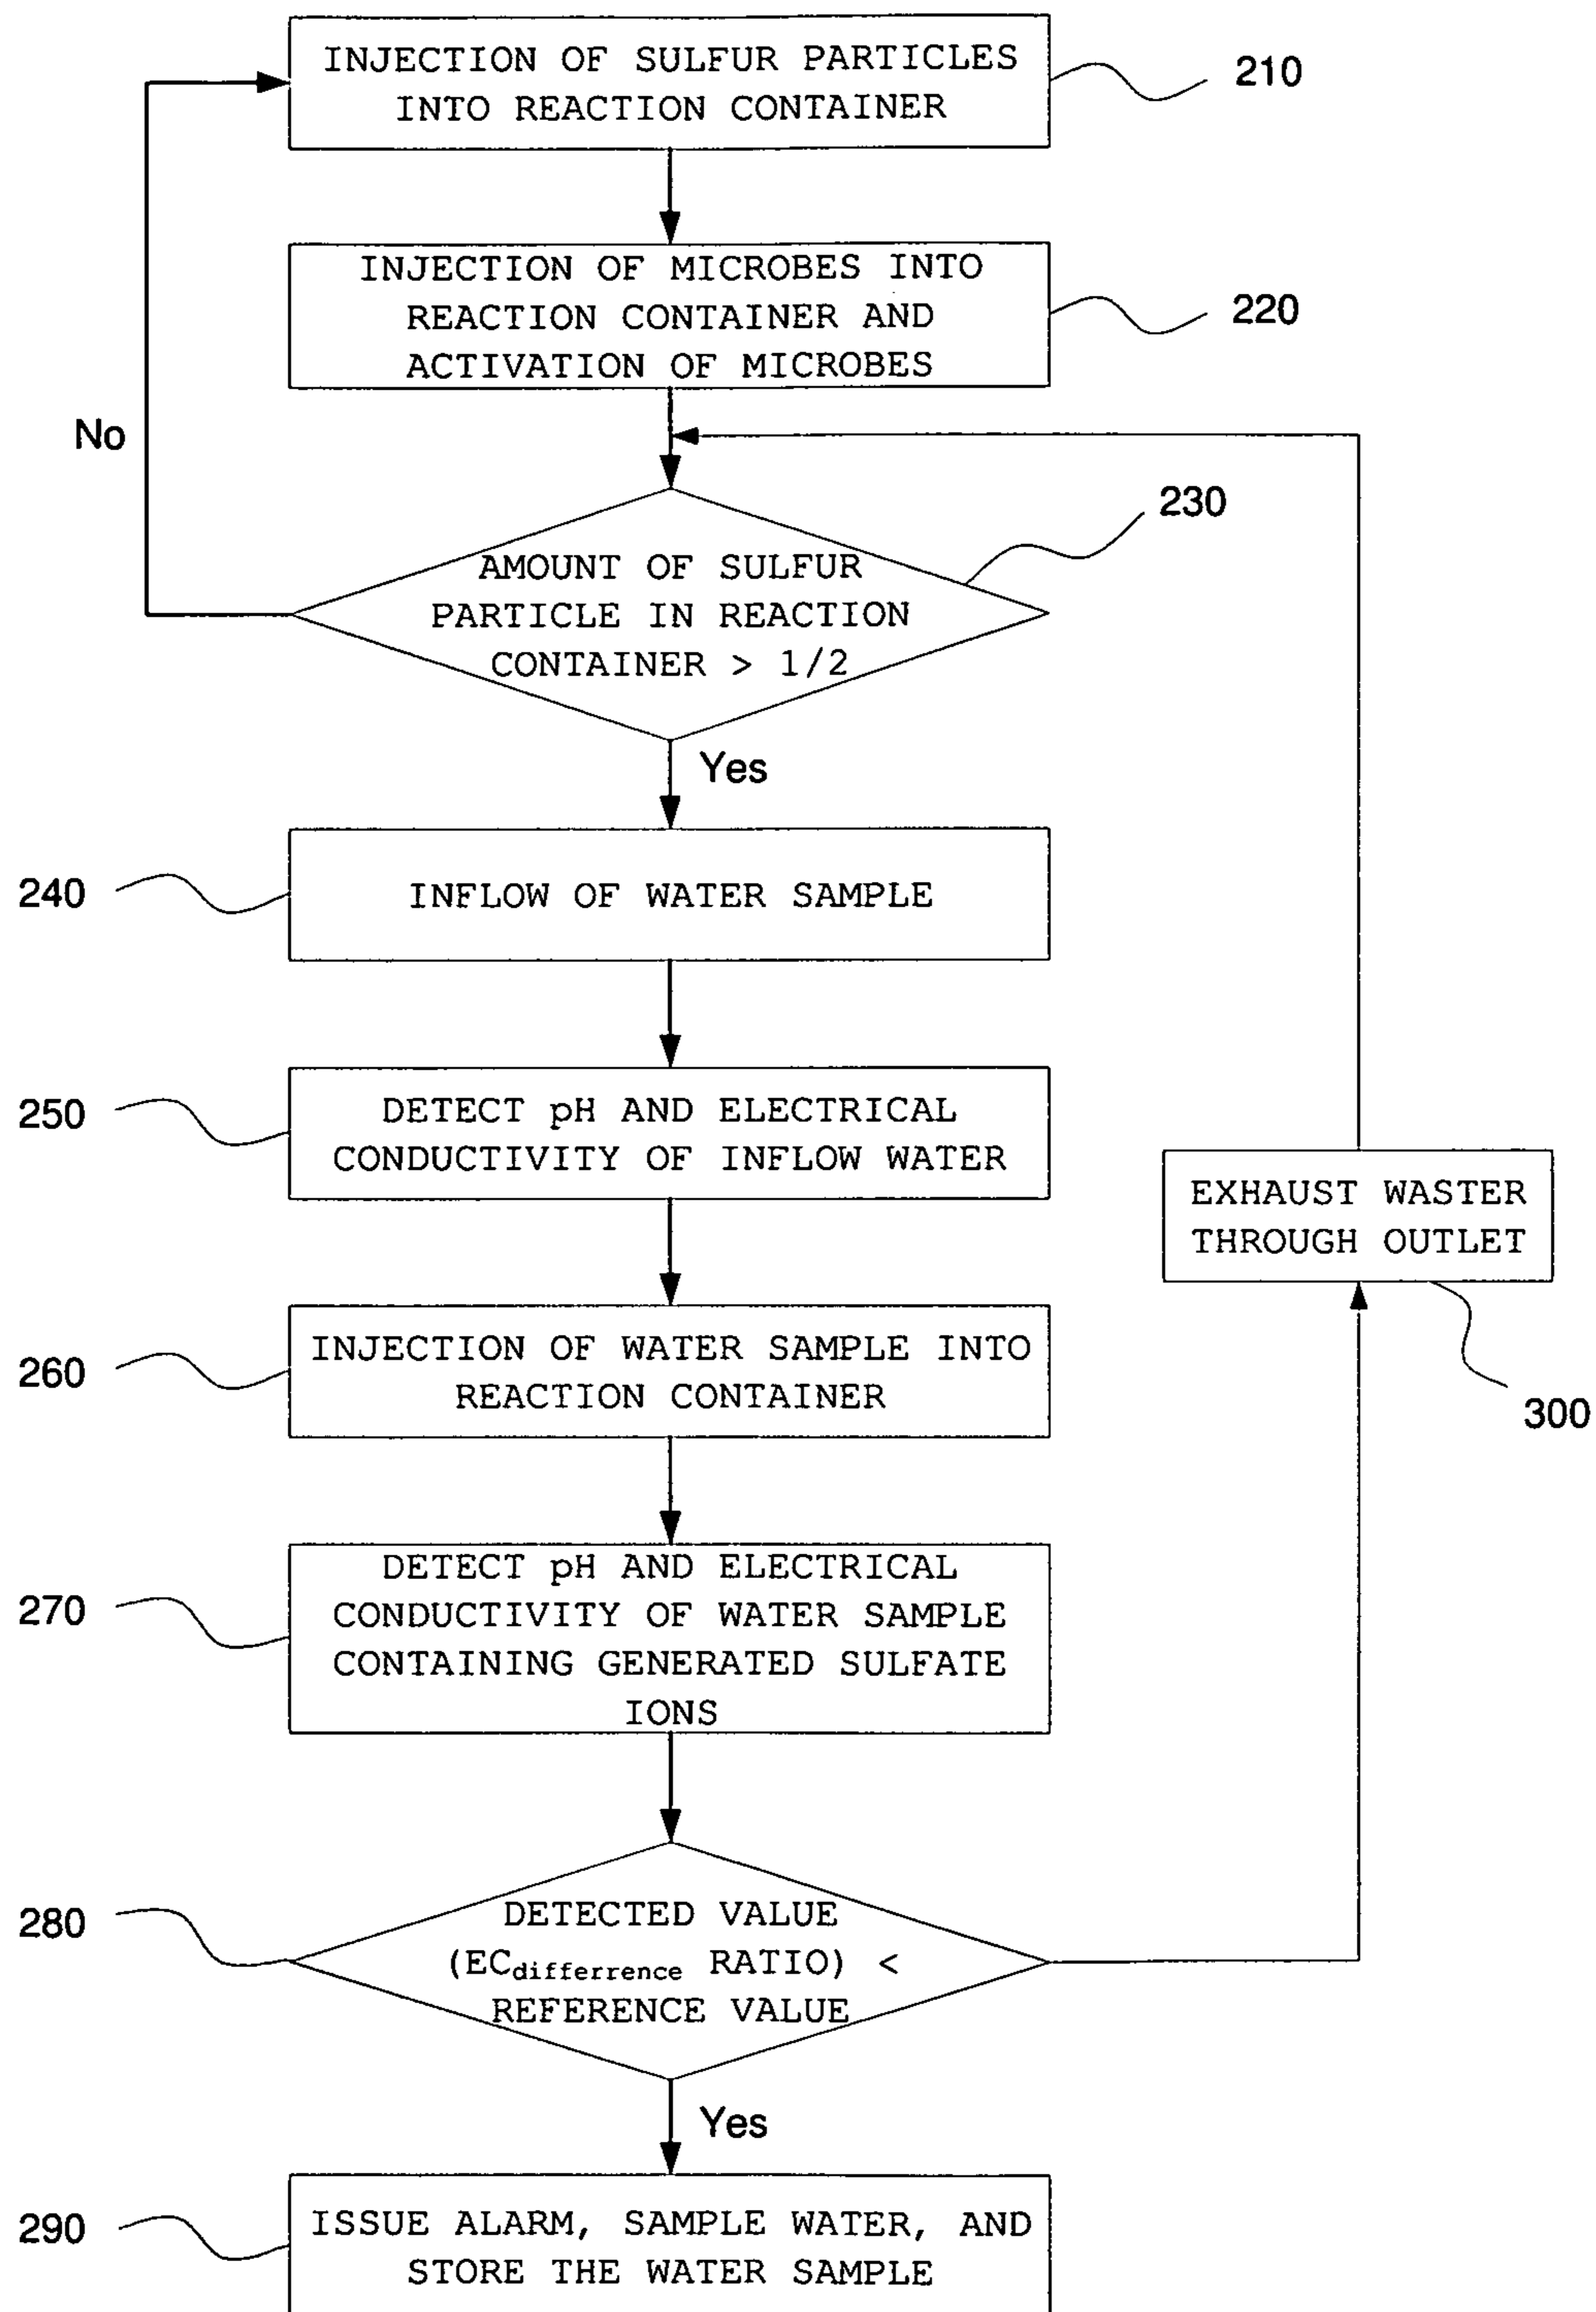 INJECTION OF SULFUR PARTICLES
INTO REACTION CONTAINER
210
INJECTION OF MICROBES INTO
REACTION CONTAINER AND
ACTIVATION OF MICROBES
220
No
230
AMOUNT OF SULFUR
PARTICLE IN REACTION
CONTAINER > 1/2
Yes
240
INFLOW OF WATER SAMPLE
250
DETECT pH AND ELECTRICAL
CONDUCTIVITY OF INFLOW WATER
EXHAUST WASTER
THROUGH OUTLET
300
260
INJECTION OF WATER SAMPLE INTO
REACTION CONTAINER
270
DETECT pH AND ELECTRICAL
CONDUCTIVITY OF WATER SAMPLE
CONTAINING GENERATED SULFATE
IONS
280
DETECTED VALUE
(ECdifferrence RATIO) <
REFERENCE VALUE
Yes
290
ISSUE ALARM, SAMPLE WATER, AND
STORE THE WATER SAMPLE